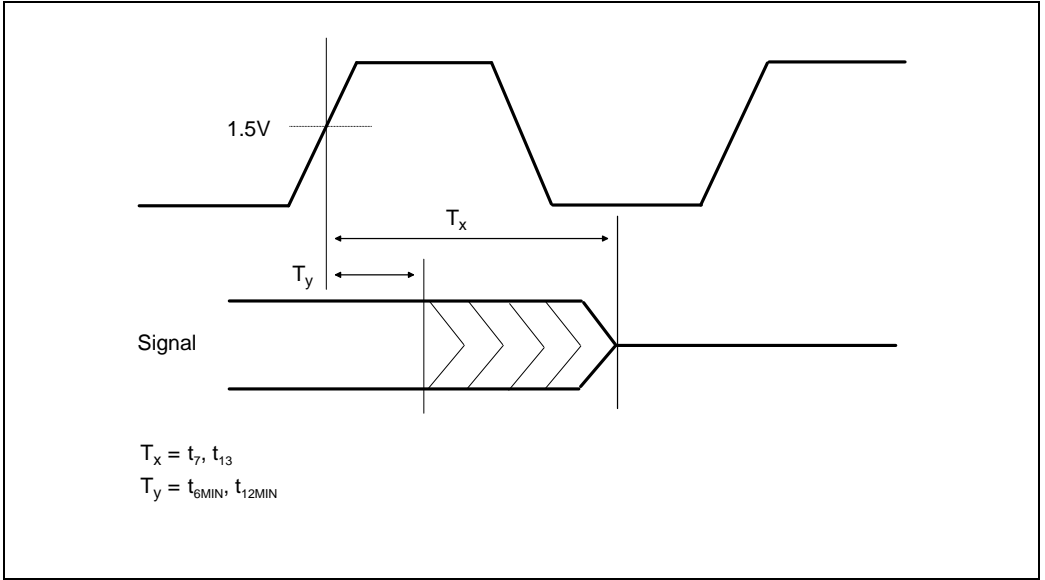 1.5V
Tx
Ty
Signal
Tx = t7, t13
Ty = t6MIN, t12MIN